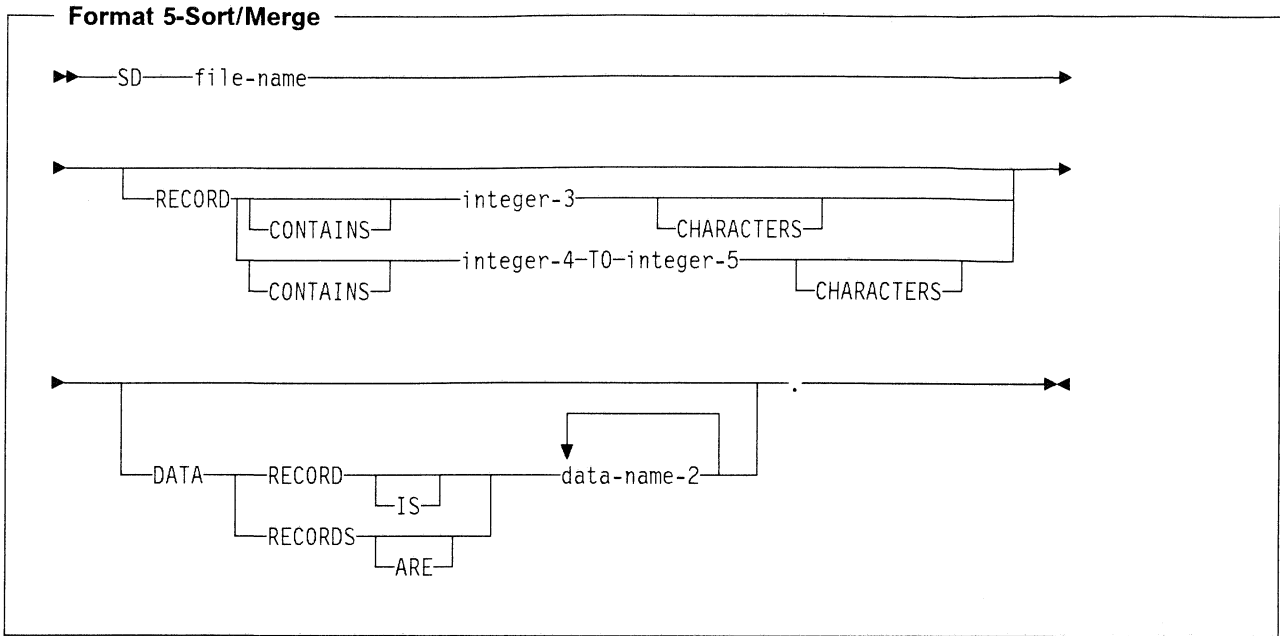 Format 5-Sort/Merge
SD file-name
RECORD integer-3
CONTAINS CHARACTERS
integer-4-TO-integer-5
CONTAINS CHARACTERS
.
DATA RECORD data-name-2
IS
RECORDS
ARE